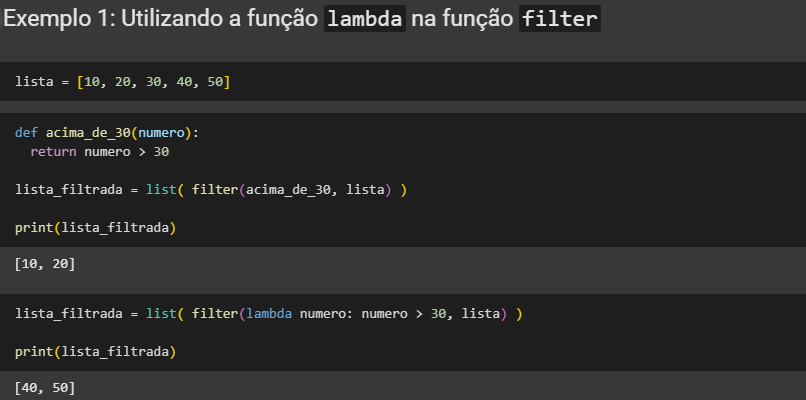 Exemplo 1: Utilizando a função lambda na função filter
lista = [10, 20, 30, 40, 50]
def acima_de_30(numero):
  return numero > 30
lista_filtrada = list( filter(acima_de_30, lista) )
print(lista_filtrada)
[10, 20]
lista_filtrada = list( filter(lambda numero: numero > 30, lista) )
print(lista_filtrada)
[40, 50]